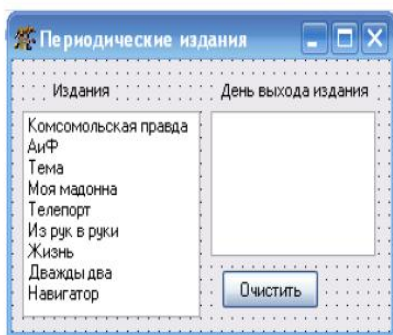 Периодические издания
Издания
День выхода издания
Комсомольская правда
АиФ
Тема
Моя мадонна
Телепорт
Из рук в руки
Жизнь
Дважды два
Навигатор
Очистить